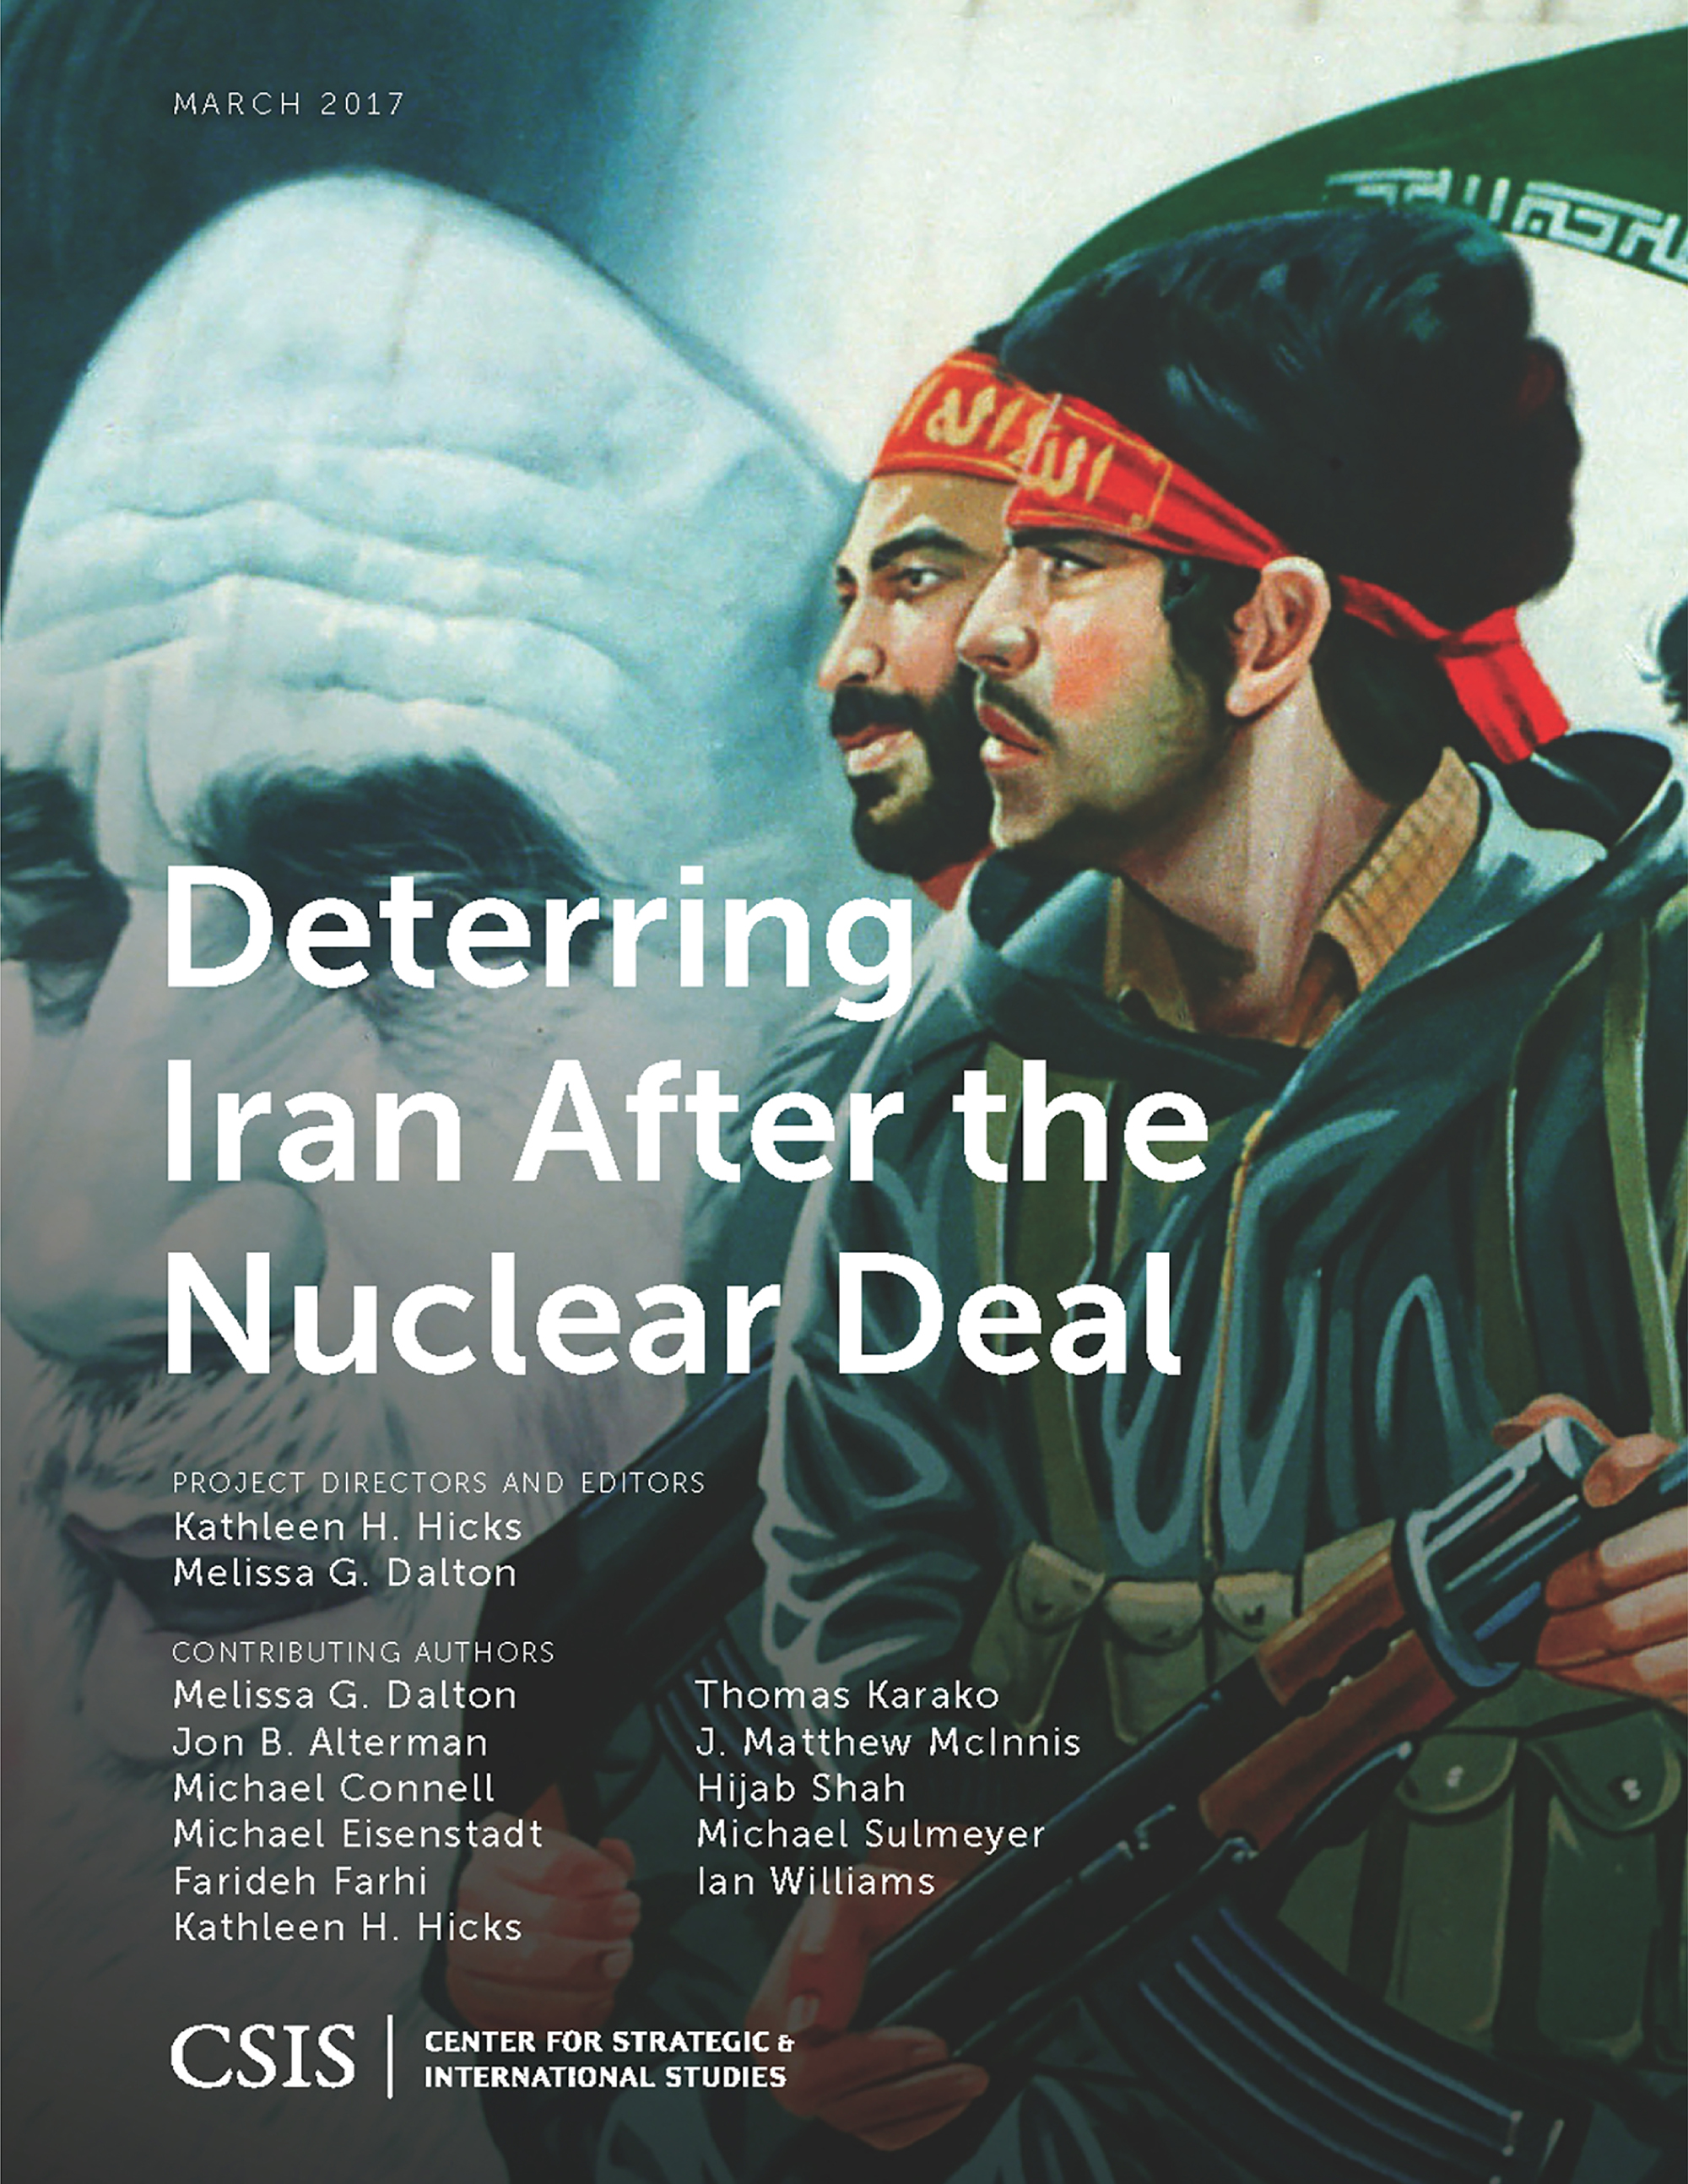 MARCH 2017
Deterring
Iran After the
Nuclear Deal
PROJECT DIRECTORS AND EDITORS
Kathleen H. Hicks
Melissa G. Dalton
CONTRIBUTING AUTHORS
Melissa G. Dalton
Jon B. Alterman
Michael Connell
Michael Eisenstadt
Farideh Farhi
Kathleen H. Hicks
Thomas Karako
J. Matthew McInnis
Hijab Shah
Michael Sulmeyer
Ian Williams
CSIS
CENTER FOR STRATEGIC &
INTERNATIONAL STUDIES